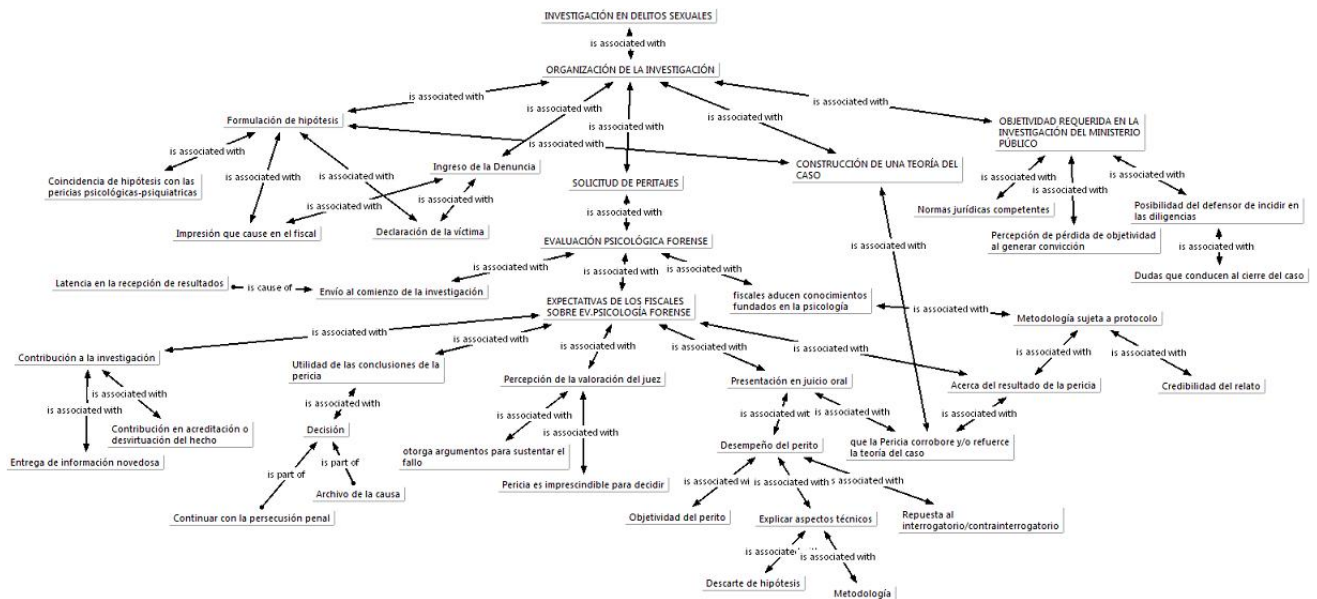 INVESTIGACIÓN EN DELITOS SEXUALES
is associated with
ORGANIZACIÓN DE LA INVESTIGACIÓN
is associated with
is associated with
is associated with
is associated with
is associated with
Formulación de hipótesis
OBJETIVIDAD REQUERIDA EN LA
INVESTIGACIÓN DEL MINISTERIO
PÚBLICO
is associated with
is associated with
is associated with
is associated with
is associated with
Ingreso de la Denuncia
CONSTRUCCIÓN DE UNA TEORÍA DEL
CASO
is associated with
is associated with
is associated with
Coincidencia de hipótesis con las
pericias psicológicas-psiquiatricas
SOLICITUD DE PERITAJES
is associated with
is associated with
Normas jurídicas competentes
Posibilidad del defensor de incidir en
las diligencias
Impresión que cause en el fiscal
Declaración de la víctima
is associated with
EVALUACIÓN PSICOLÓGICA FORENSE
is associated with
Percepción de pérdida de objetividad
al generar convicción
is associated with
is associated with
is associated with
is associated with
Dudas que conducen al cierre del caso
Latencia en la recepción de resultados
is cause of
Envío al comienzo de la investigación
EXPECTATIVAS DE LOS FISCALES
SOBRE EV.PSICOLOGÍA FORENSE
fiscales aducen conocimientos
fundados en la psicología
is associated with
Metodología sujeta a protocolo
is associated with
is associated with
is associated with
is associated with
is associated with
is associated with
is associated with
Contribución a la investigación
Utilidad de las conclusiones de la
pericia
Percepción de la valoración del juez
Presentación en juicio oral
Acerca del resultado de la pericia
Credibilidad del relato
is associated with
is associated with
is associated with
is associated with
is associated with
is associated wit
is associated with
is associated with
Contribución en acreditación o
desvirtuación del hecho
Decisión
otorga argumentos para sustentar el
fallo
Desempeño del perito
que la Pericia corrobore y/o refuerce
la teoría del caso
Entrega de información novedosa
is part of
is part of
is associated wi
is associated with
s associated with
Archivo de la causa
Pericia es imprescindible para decidir
Continuar con la persecusión penal
Objetividad del perito
Explicar aspectos técnicos
Repuesta al
interrogatorio/contrainterrogatorio
is associated with
is associated with
Descarte de hipótesis
Metodología